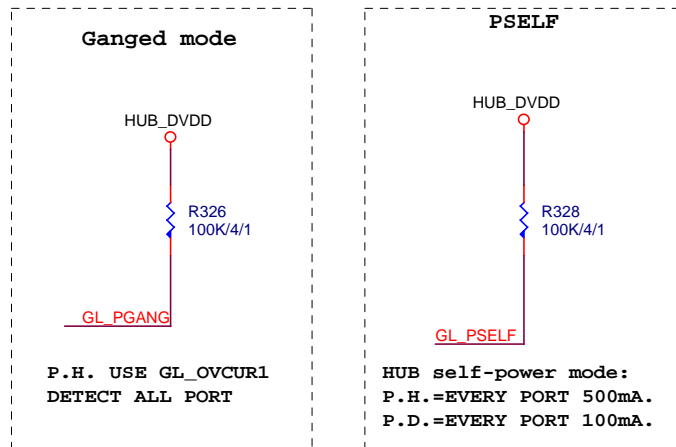 Ganged mode
HUB_DVDD
R326
100K/4/1
GL_PGANG
P.H. USE GL_OVCUR1
DETECT ALL PORT
PSELF
HUB_DVDD
R328
100K/4/1
GL_PSELF
HUB self-power mode:
P.H.=EVERY PORT 500mA.
P.D.=EVERY PORT 100mA.